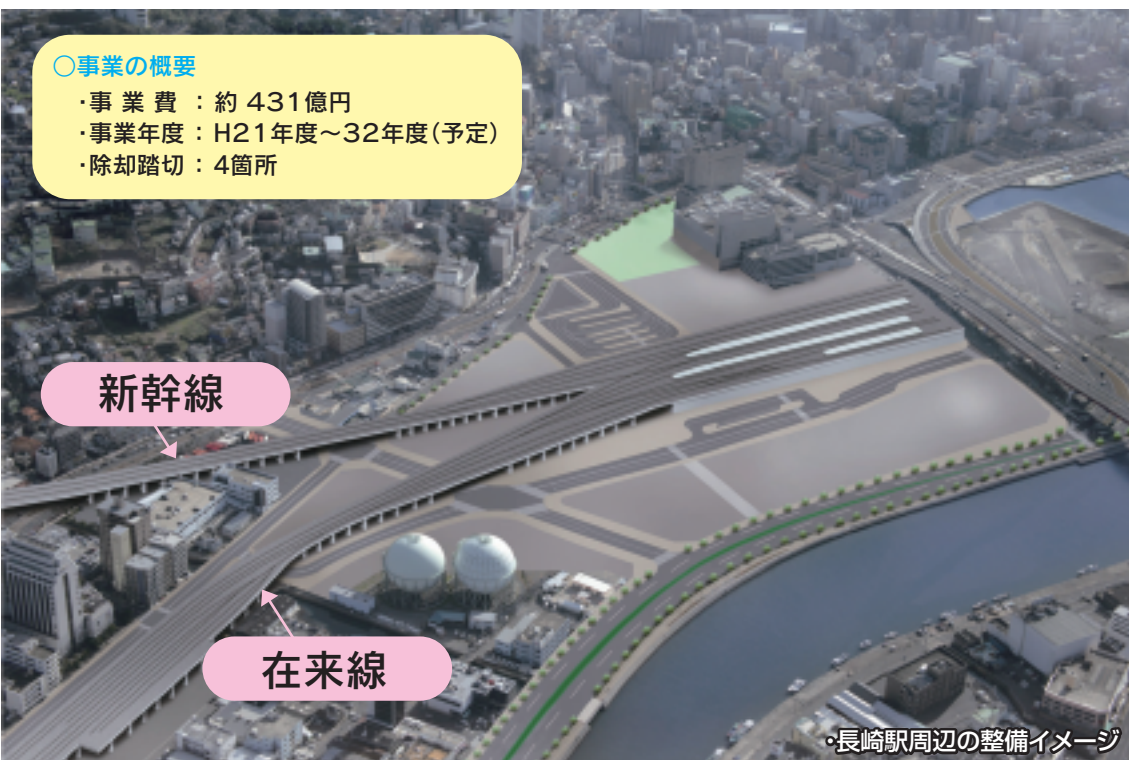 ○事業の概要
・事業費：約 431億円
・事業年度：H21年度〜32年度(予定)
・除却踏切：4箇所
新幹線
在来線
・長崎駅周辺の整備イメージ